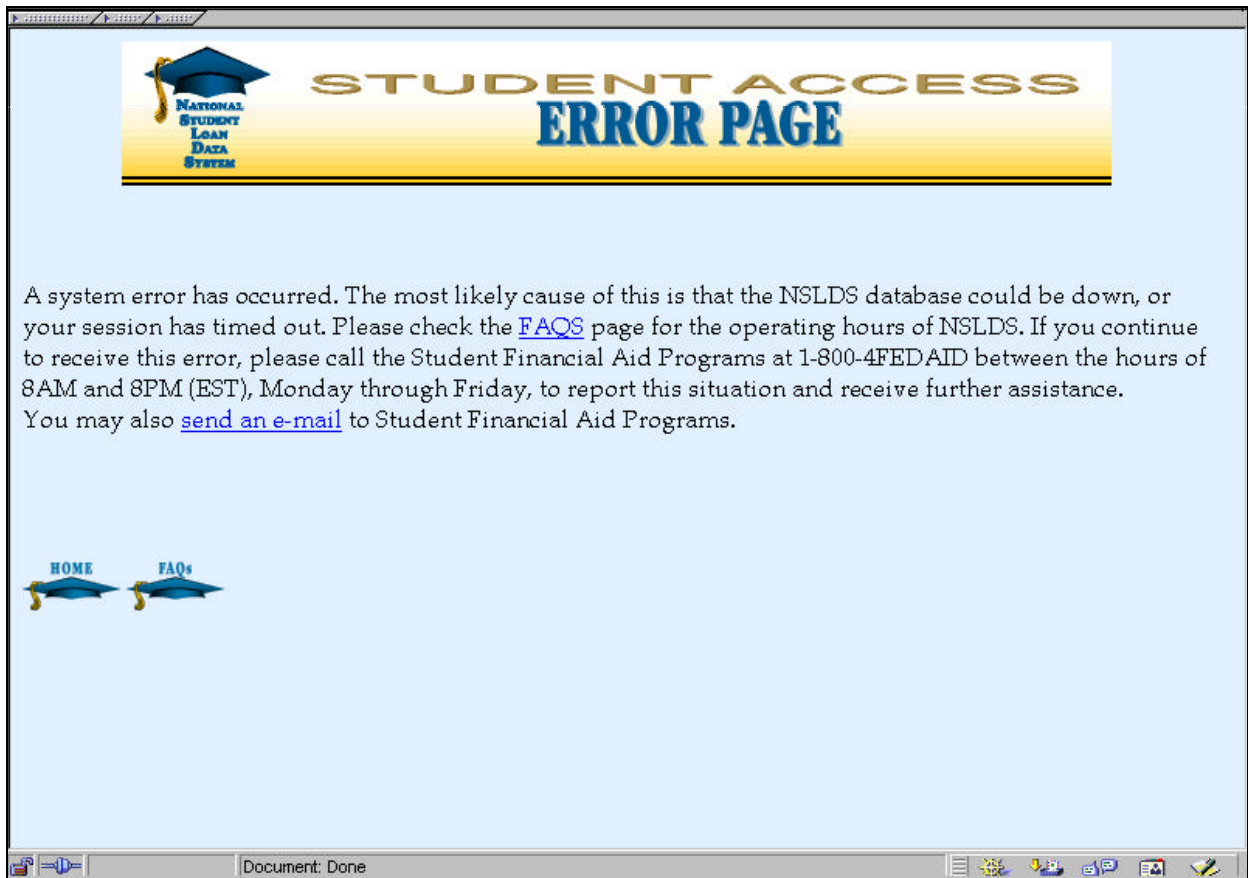 NATIONAL
STUDENT
LOAN
DATA
SYSTEM
STUDENT ACCESS
ERROR PAGE
A system error has occurred. The most likely cause of this is that the NSLDS database could be down, or
your session has timed out. Please check the FAQS page for the operating hours of NSLDS. If you continue
to receive this error, please call the Student Financial Aid Programs at 1-800-4FEDAID between the hours of
8AM and 8PM (EST), Monday through Friday, to report this situation and receive further assistance.
You may also send an e-mail to Student Financial Aid Programs.
HOME FAQs
Document: Done